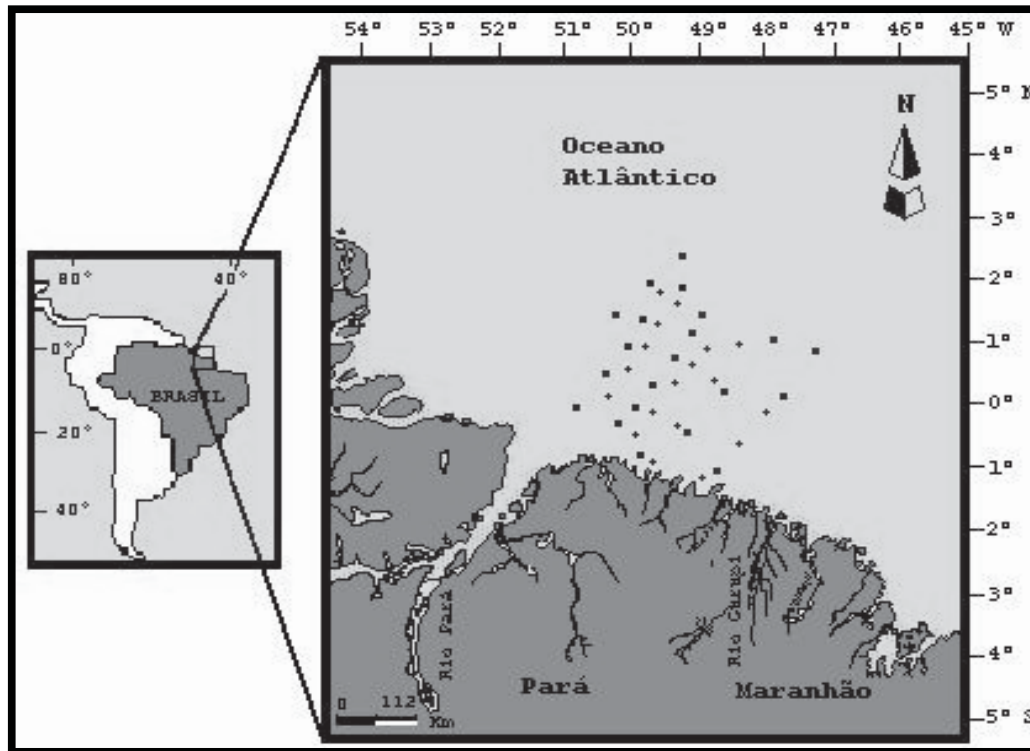 54° 53° 52° 51° 50° 49° 48° 47° 46° 45° W
5° N
4°
3°
2°
1°
0°
1°
2°
3°
4°
5° S
N
Oceano
Atlântico
80° 40°
0°
BRASIL
20°
40°
Rio Pará
Rio Gurupi
Pará
Maranhão
0 112
Km